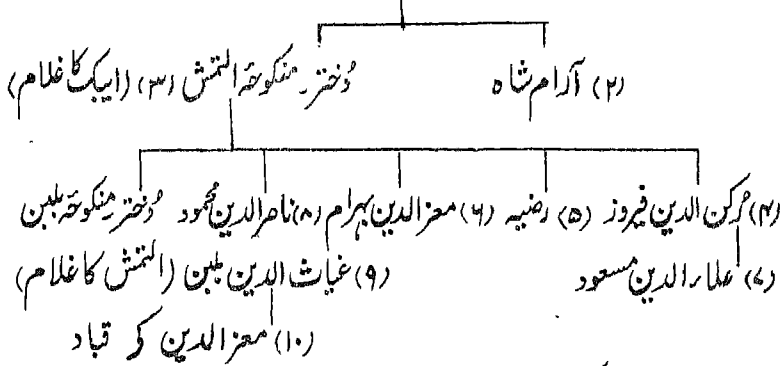 (۲) آرام شاہ دُختر۔ منکوحۂ التمش (۳) (ایبک کا غلام)
(۴) رکن الدین فیروز (۵) رضیہ (۶) معز الدین بہرام (۸) ناصر الدین محمود دُختر منکوحۂ بلبن
(۷) علاء الدین مسعود (۹) غیاث الدین بلبن (التمش کا غلام)
(۱۰) معز الدین کے قباد